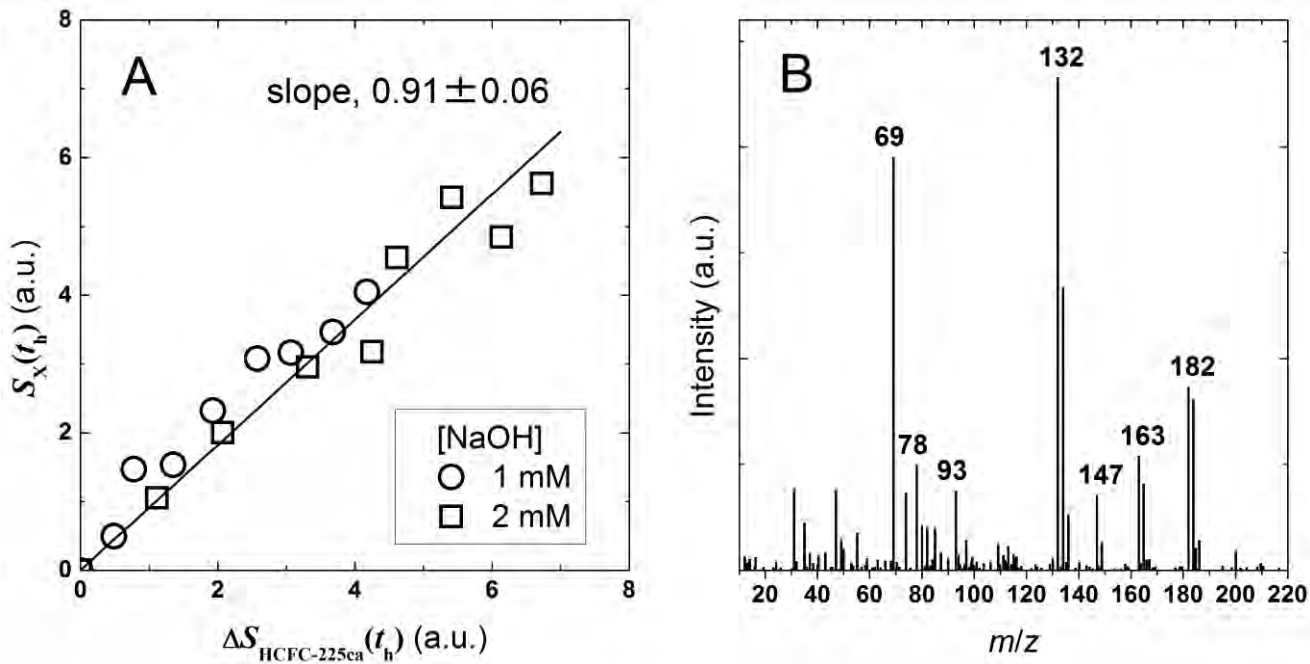 A
slope, 0.91±0.06
8
6
4
2
0
0 2 4 6 8
S_X(t_h) (a.u.)
ΔS_HCFC-225ca(t_h) (a.u.)
[NaOH]
1 mM
2 mM
B
132
69
182
78
93
163
147
Intensity (a.u.)
20 40 60 80 100 120 140 160 180 200 220
m/z